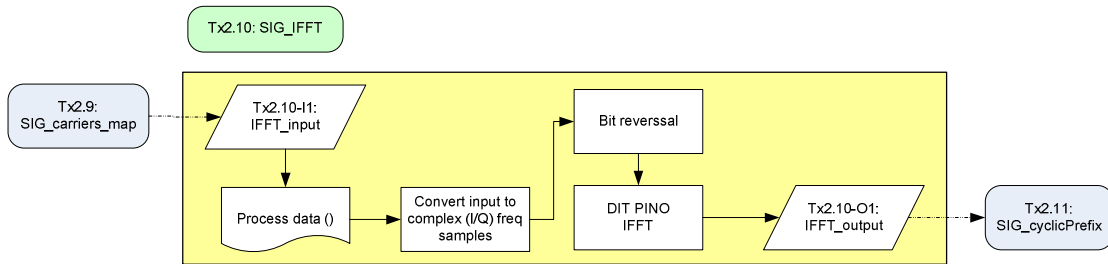 Tx2.10: SIG_IFFT
Tx2.9:
SIG_carriers_map
Tx2.10-I1:
IFFT_input
Process data ()
Convert input to
complex (I/Q) freq
samples
Bit reverssal
DIT PINO
IFFT
Tx2.10-O1:
IFFT_output
Tx2.11:
SIG_cyclicPrefix